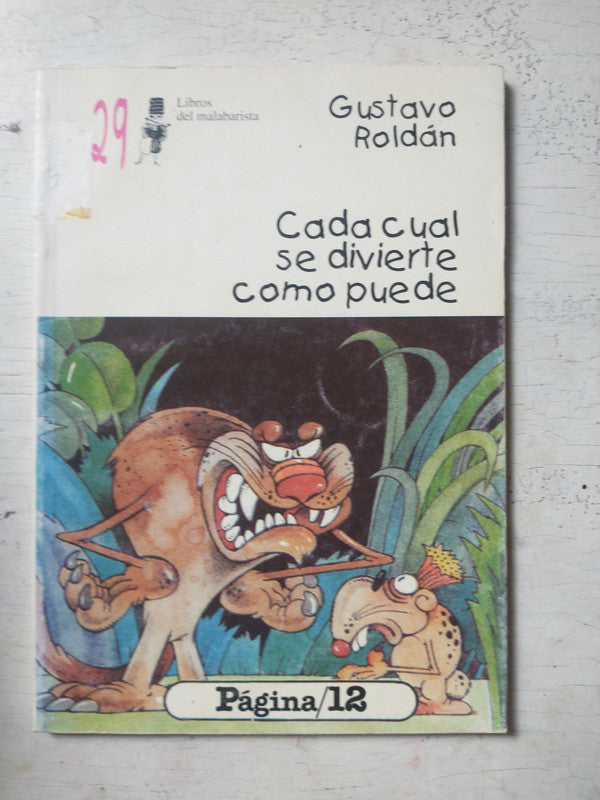 29
Libros
del malabarista
Gustavo
Roldán
Cada cual
se divierte
como puede
Página/12